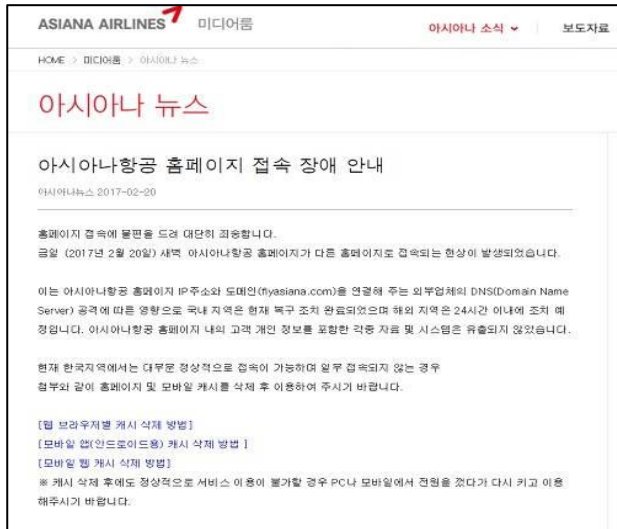 ASIANA AIRLINES 미디어룸 아시아나 소식 보도자료
HOME > 미디어룸 > 아시아나 뉴스
아시아나 뉴스
아시아나항공 홈페이지 접속 장애 안내
아시아나뉴스 2017-02-20
홈페이지 접속에 불편을 드려 대단히 죄송합니다.
금일 (2017년 2월 20일) 새벽 아시아나항공 홈페이지가 다른 홈페이지로 접속되는 현상이 발생되었습니다.
이는 아시아나항공 홈페이지 IP주소와 도메인(flyasiana.com)을 연결해 주는 외부업체의 DNS(Domain Name
Server) 공격에 따른 영향으로 국내 지역은 현재 복구 조치 완료되었으며 해외 지역은 24시간 이내에 조치 예
정입니다. 아시아나항공 홈페이지 내의 고객 개인 정보를 포함한 각종 자료 및 시스템은 유출되지 않았습니다.
현재 한국지역에서는 대부분 정상적으로 접속이 가능하며 일부 접속되지 않는 경우
첨부와 같이 홈페이지 및 모바일 캐시를 삭제 후 이용하여 주시기 바랍니다.
[웹 브라우저별 캐시 삭제 방법]
[모바일 앱(안드로이드용) 캐시 삭제 방법 ]
[모바일 웹 캐시 삭제 방법]
※ 캐시 삭제 후에도 정상적으로 서비스 이용이 불가할 경우 PC나 모바일에서 전원을 껐다가 다시 키고 이용
해주시기 바랍니다.